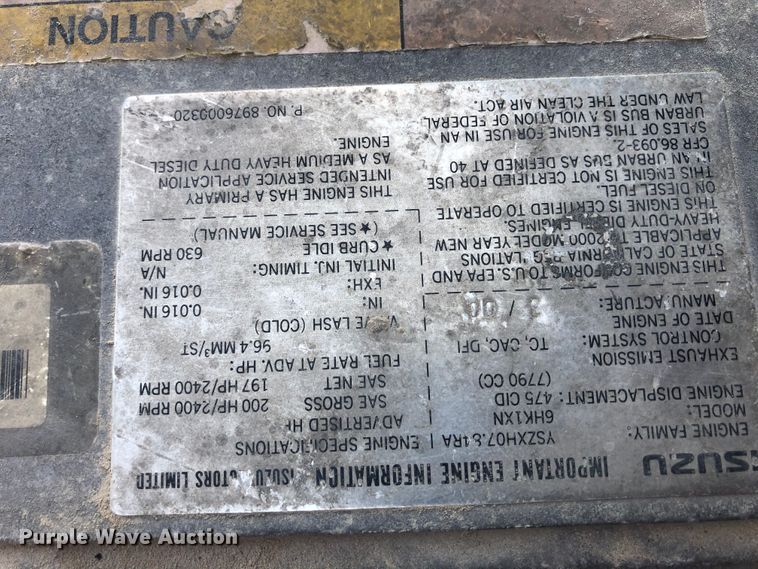 ISUZU IMPORTANT ENGINE INFORMATION ISUZU MOTORS LIMITED
ENGINE FAMILY: YSZXH07.8
MODEL: 6HK1XN
ENGINE DISPLACEMENT: 475 CID
(7790 CC)
EXHAUST EMISSION
CONTROL SYSTEM: TC, CAC, DFI
DATE OF ENGINE
MANUFACTURE: 3 / 00
THIS ENGINE CONFORMS TO U.S. EPA AND
STATE OF CALIFORNIA REGULATIONS
APPLICABLE TO 2000 MODEL YEAR NEW
HEAVY-DUTY DIESEL ENGINES.
THIS ENGINE IS CERTIFIED TO OPERATE
ON DIESEL FUEL.
THIS ENGINE IS NOT CERTIFIED FOR USE
IN AN URBAN BUS AS DEFINED AT 40
CFR 86.093-2.
SALES OF THIS ENGINE FOR USE IN AN
URBAN BUS IS A VIOLATION OF FEDERAL
LAW UNDER THE CLEAN AIR ACT.
ENGINE SPECIFICATIONS
ADVERTISED HP
SAE GROSS 200 HP/2400 RPM
SAE NET 197 HP/2400 RPM
FUEL RATE AT ADV. HP:
96.4 MM³/ST
VALVE LASH (COLD)
IN: 0.016 IN.
EXH: 0.016 IN.
INITIAL INJ. TIMING: N/A
★CURB IDLE 630 RPM
(★SEE SERVICE MANUAL)
THIS ENGINE HAS A PRIMARY
INTENDED SERVICE APPLICATION
AS A MEDIUM HEAVY DUTY DIESEL
ENGINE.
P. NO. 8976009320
CAUTION
Purple Wave Auction